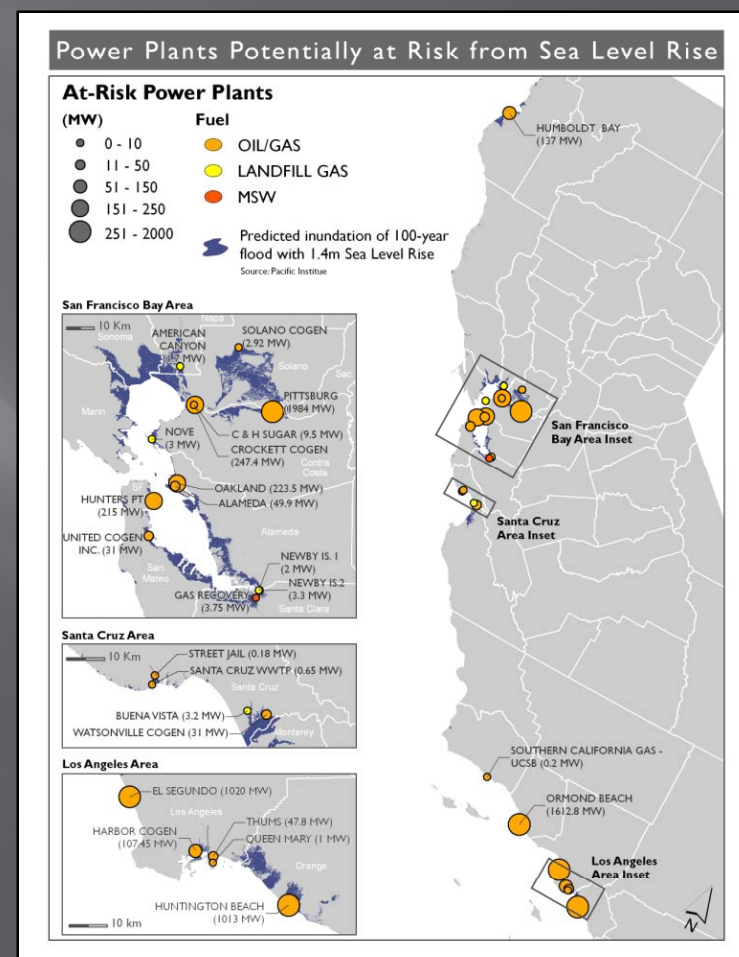 Power Plants Potentially at Risk from Sea Level Rise
At-Risk Power Plants
(MW)
0 - 10
11 - 50
51 - 150
151 - 250
251 - 2000
Fuel
OIL/GAS
LANDFILL GAS
MSW
Predicted inundation of 100-year
flood with 1.4m Sea Level Rise
Source: Pacific Institue
HUMBOLDT BAY
(137 MW)
San Francisco
Bay Area Inset
Santa Cruz
Area Inset
SOUTHERN CALIFORNIA GAS -
UCSB (0.2 MW)
ORMOND BEACH
(1612.8 MW)
Los Angeles
Area Inset
N
San Francisco Bay Area
10 Km
Napa
Sonoma
AMERICAN
CANYON
(1.7 MW)
SOLANO COGEN
(2.92 MW)
Solano
Sac
PITTSBURG
(1984 MW)
Marin
NOVE
(3 MW)
C & H SUGAR (9.5 MW)
CROCKETT COGEN
(247.4 MW)
Contra
Costa
SF
OAKLAND (223.5 MW)
ALAMEDA (49.9 MW)
HUNTERS PT
(215 MW)
Alameda
UNITED COGEN
INC. (31 MW)
San
Mateo
NEWBY IS. 1
(2 MW)
NEWBY IS.2
(3.3 MW)
GAS RECOVERY
(3.75 MW)
Santa Clara
Santa Cruz Area
10 Km
STREET JAIL (0.18 MW)
SANTA CRUZ WWTP (0.65 MW)
Santa Cruz
BUENA VISTA (3.2 MW)
WATSONVILLE COGEN (31 MW)
Monterey
Los Angeles Area
EL SEGUNDO (1020 MW)
Los Angeles
THUMS (47.8 MW)
HARBOR COGEN
(107.45 MW)
QUEEN MARY (1 MW)
Orange
HUNTINGTON BEACH
(1013 MW)
10 km